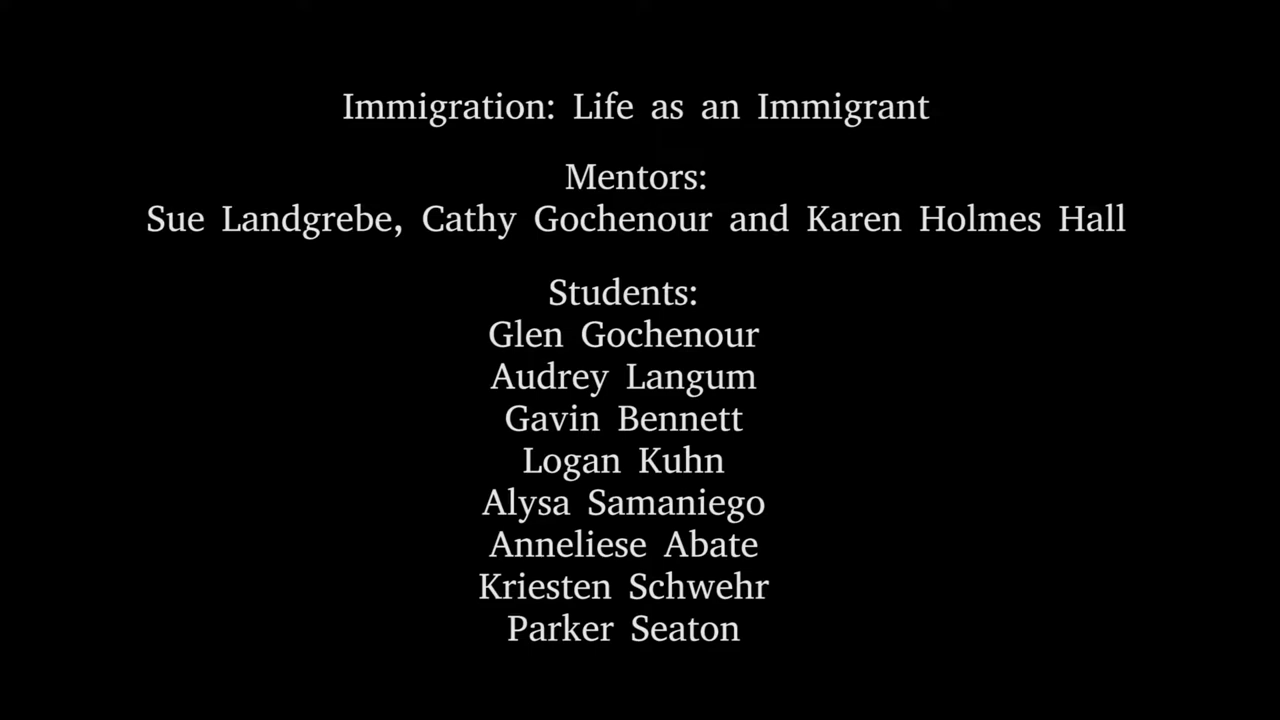 Immigration: Life as an Immigrant
Mentors:
Sue Landgrebe, Cathy Gochenour and Karen Holmes Hall
Students:
Glen Gochenour
Audrey Langum
Gavin Bennett
Logan Kuhn
Alysa Samaniego
Anneliese Abate
Kriesten Schwehr
Parker Seaton